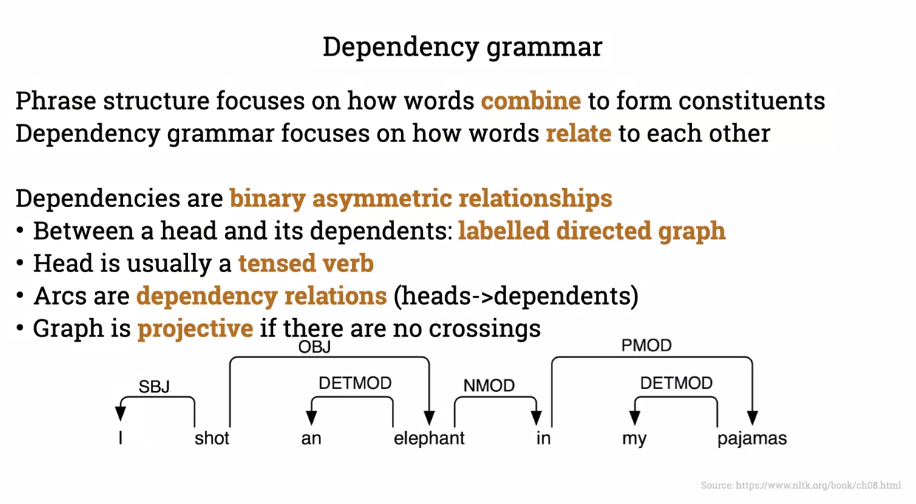 Dependency grammar
Phrase structure focuses on how words combine to form constituents
Dependency grammar focuses on how words relate to each other
Dependencies are binary asymmetric relationships
• Between a head and its dependents: labelled directed graph
• Head is usually a tensed verb
• Arcs are dependency relations (heads->dependents)
• Graph is projective if there are no crossings
OBJ PMOD
SBJ DETMOD NMOD DETMOD
I shot an elephant in my pajamas
Source: https://www.nltk.org/book/ch08.html